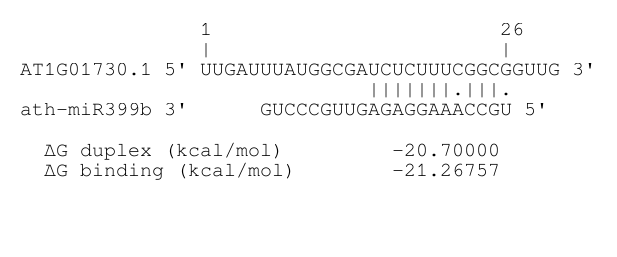 1 26
| |
AT1G01730.1 5' UUGAUUUAUGGCGAUCUCUUUCGGCGGUUG 3'
|||||||.|||.
ath-miR399b 3' GUCCCGUUGAGAGGAAACCGU 5'
ΔG duplex (kcal/mol) -20.70000
ΔG binding (kcal/mol) -21.26757